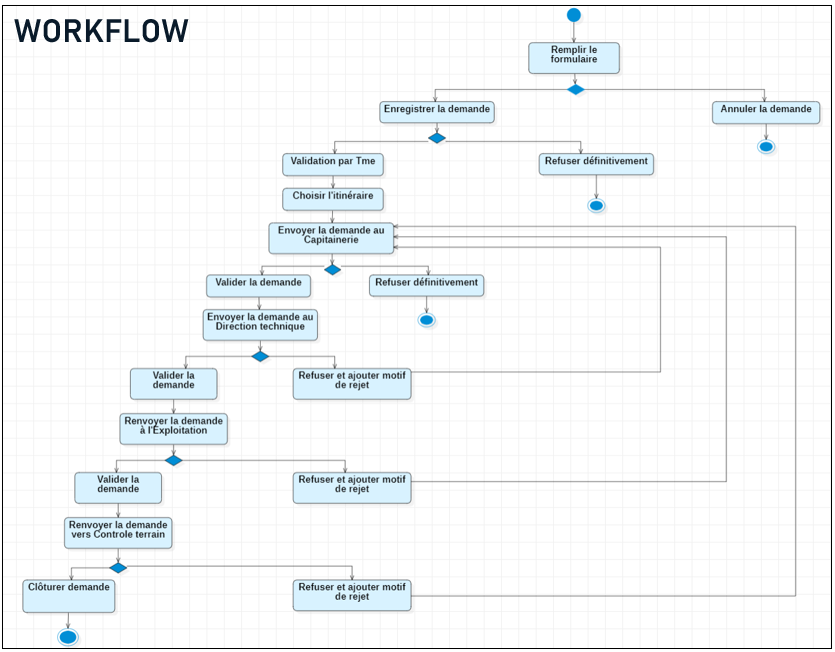 WORKFLOW
Remplir le
formulaire
Enregistrer la demande
Annuler la demande
Validation par Tme
Refuser définitivement
Choisir l'itinéraire
Envoyer la demande au
Capitainerie
Valider la demande
Refuser définitivement
Envoyer la demande au
Direction technique
Valider la
demande
Refuser et ajouter motif
de rejet
Renvoyer la demande
à l'Exploitation
Valider la
demande
Refuser et ajouter motif
de rejet
Renvoyer la demande
vers Controle terrain
Clôturer demande
Refuser et ajouter motif
de rejet